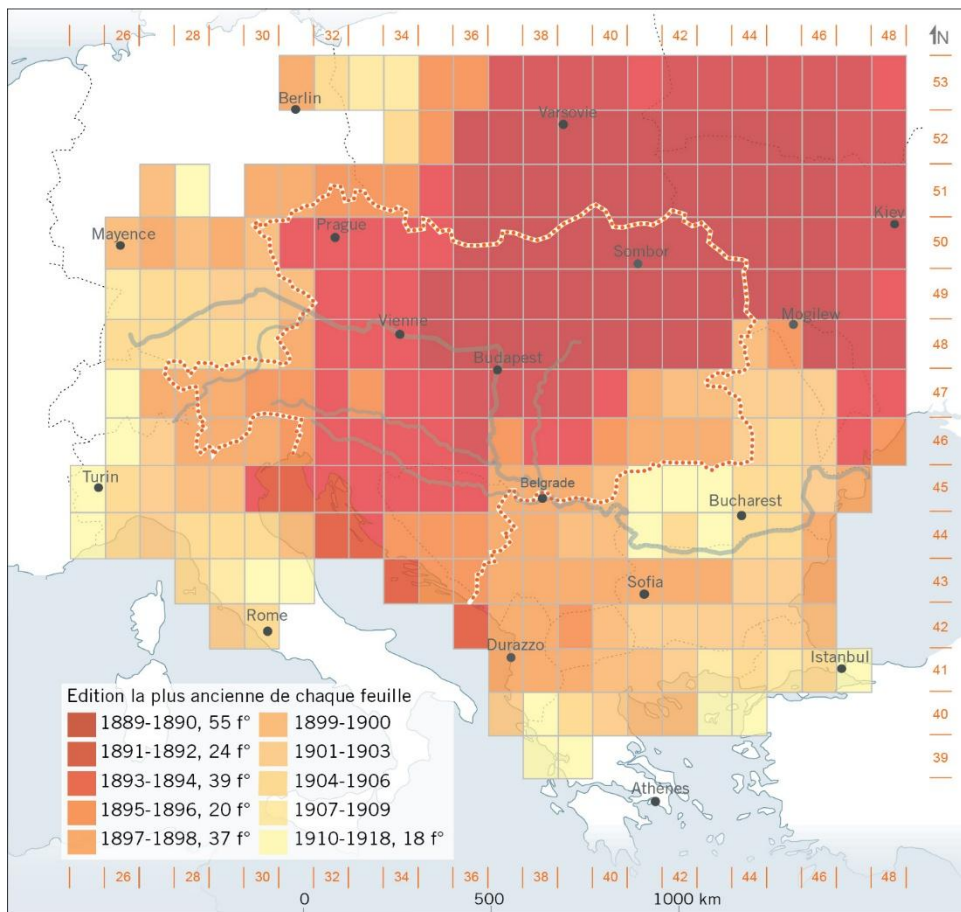 26 28 30 34 36 38 40 42 44 46 48
N
53
Berlin
Varsovie
52
51
Kiev
Mayence
Prague
50
Sombor
49
Vienne
Mogilew
48
Budapest
47
46
Turin
Belgrade
Bucharest
45
44
Sofia
43
Rome
42
Durazzo
Istanbul
41
Edition la plus ancienne de chaque feuille
1889-1890, 55 f°
1891-1892, 24 f°
1893-1894, 39 f°
1895-1896, 20 f°
1897-1898, 37 f°
1899-1900
1901-1903
1904-1906
1907-1909
1910-1918, 18 f°
40
39
Athènes
26 28 30 34 36 38 40 42 44 46 48
0 500 1000 km